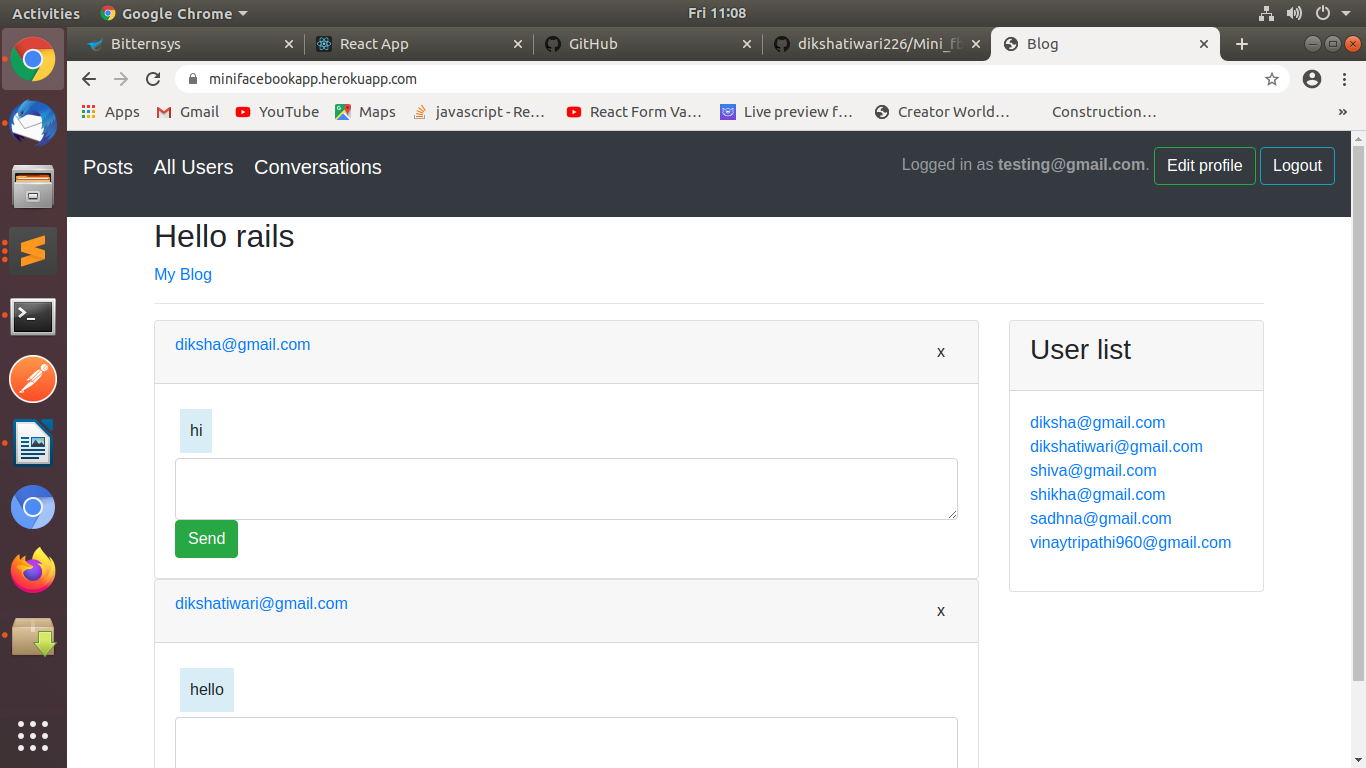 Activities Google Chrome Fri 11:08
Bitternsys React App GitHub dikshatiwari226/Mini_fb Blog
minifacebookapp.herokuapp.com
Apps Gmail YouTube Maps javascript - Re... React Form Va... Live preview f... Creator World... Construction... »
Posts All Users Conversations Logged in as testing@gmail.com. Edit profile Logout
Hello rails
My Blog
diksha@gmail.com x
hi
Send
dikshatiwari@gmail.com x
hello
User list
diksha@gmail.com
dikshatiwari@gmail.com
shiva@gmail.com
shikha@gmail.com
sadhna@gmail.com
vinaytripathi960@gmail.com